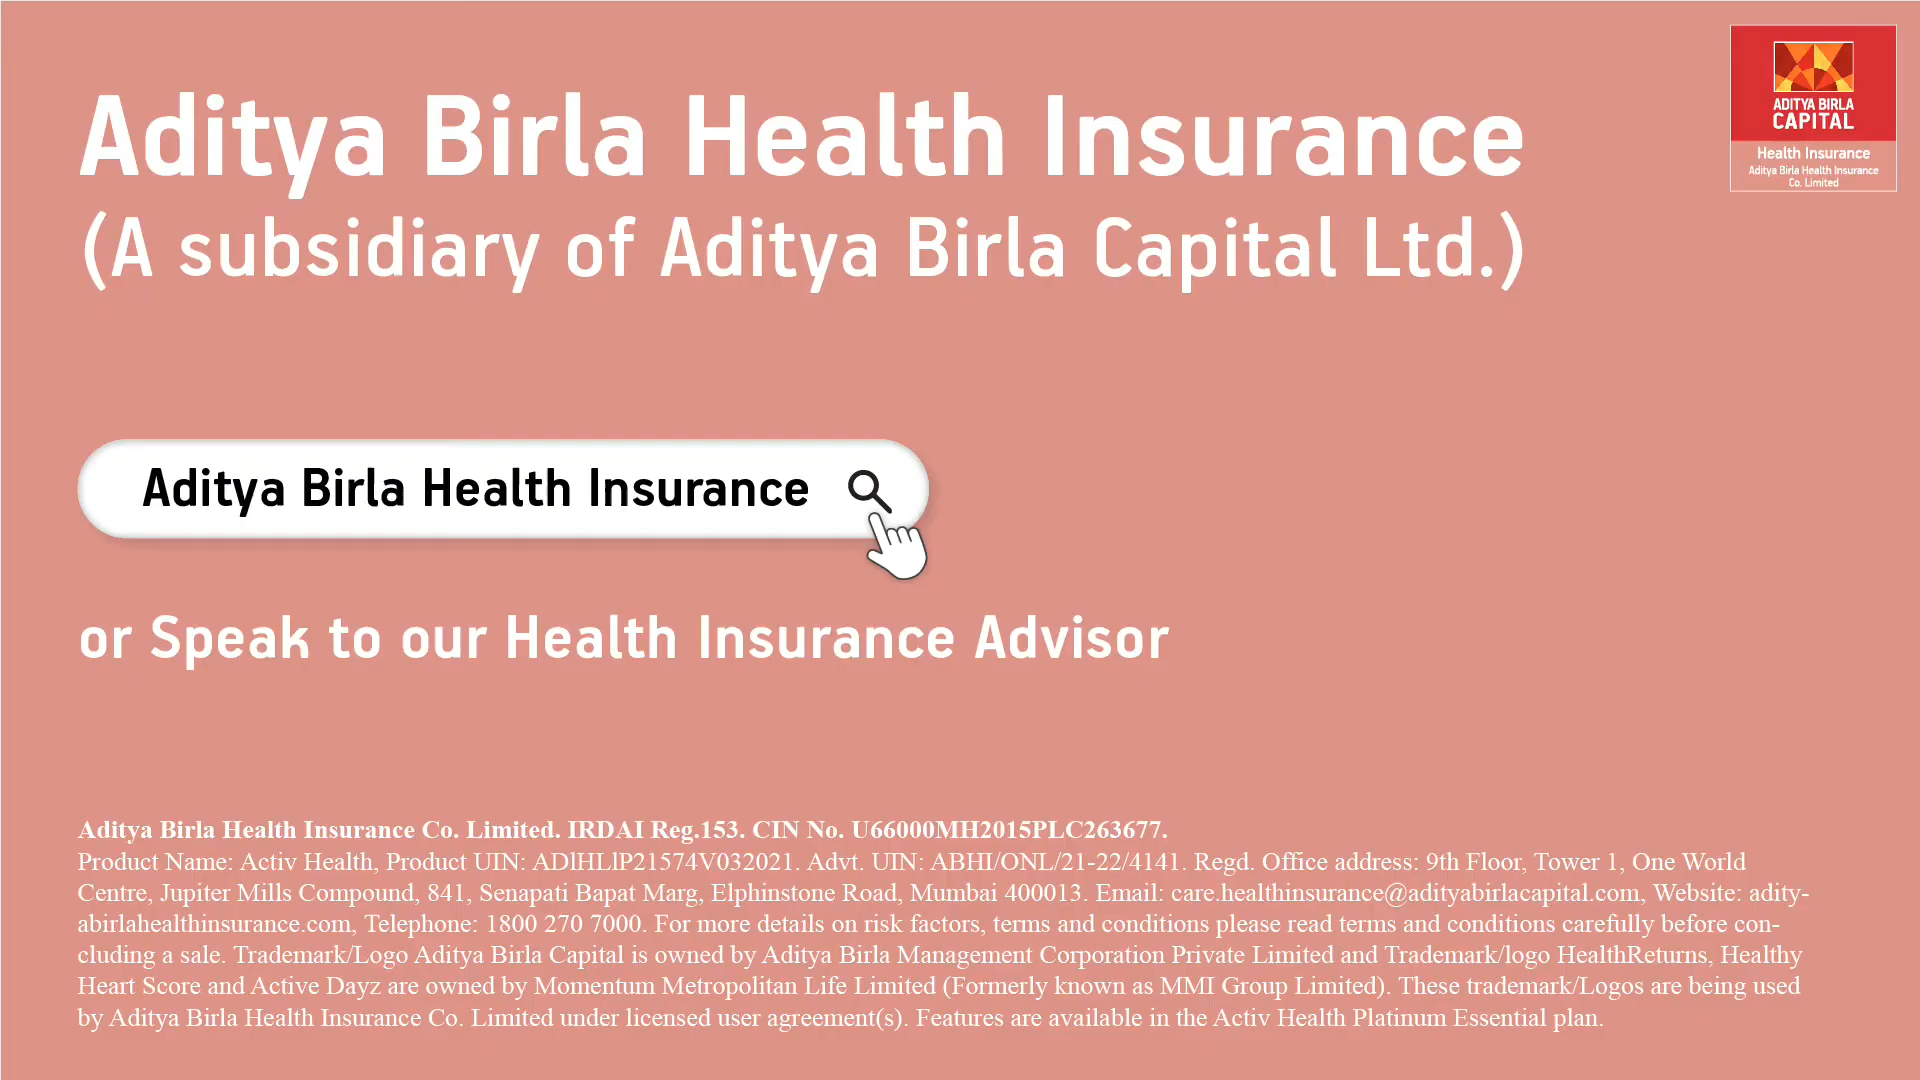 Aditya Birla Health Insurance
(A subsidiary of Aditya Birla Capital Ltd.)
ADITYA BIRLA
CAPITAL
Health Insurance
Aditya Birla Health Insurance
Co. Limited
Aditya Birla Health Insurance
or Speak to our Health Insurance Advisor
Aditya Birla Health Insurance Co. Limited. IRDAI Reg.153. CIN No. U66000MH2015PLC263677.
Product Name: Activ Health, Product UIN: ADlHLlP21574V032021. Advt. UIN: ABHI/ONL/21-22/4141. Regd. Office address: 9th Floor, Tower 1, One World
Centre, Jupiter Mills Compound, 841, Senapati Bapat Marg, Elphinstone Road, Mumbai 400013. Email: care.healthinsurance@adityabirlacapital.com, Website: adity-
abirlahealthinsurance.com, Telephone: 1800 270 7000. For more details on risk factors, terms and conditions please read terms and conditions carefully before con-
cluding a sale. Trademark/Logo Aditya Birla Capital is owned by Aditya Birla Management Corporation Private Limited and Trademark/logo HealthReturns, Healthy
Heart Score and Active Dayz are owned by Momentum Metropolitan Life Limited (Formerly known as MMI Group Limited). These trademark/Logos are being used
by Aditya Birla Health Insurance Co. Limited under licensed user agreement(s). Features are available in the Activ Health Platinum Essential plan.